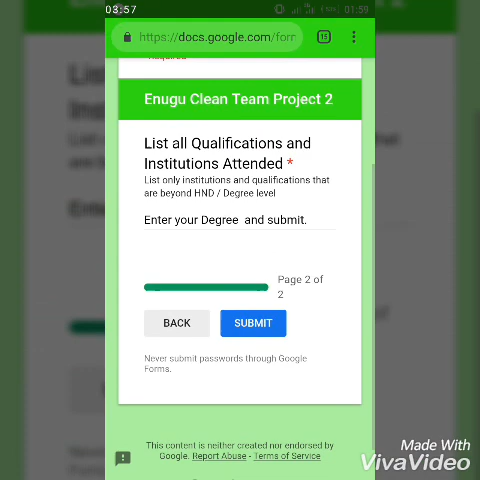 03:57
01:59
https://docs.google.com/forn
15
Required
Enugu Clean Team Project 2
List all Qualifications and
Institutions Attended *
List only institutions and qualifications that
are beyond HND / Degree level
Enter your Degree and submit.
Page 2 of
2
BACK
SUBMIT
Never submit passwords through Google
Forms.
This content is neither created nor endorsed by
Google. Report Abuse - Terms of Service
Made With
VivaVideo